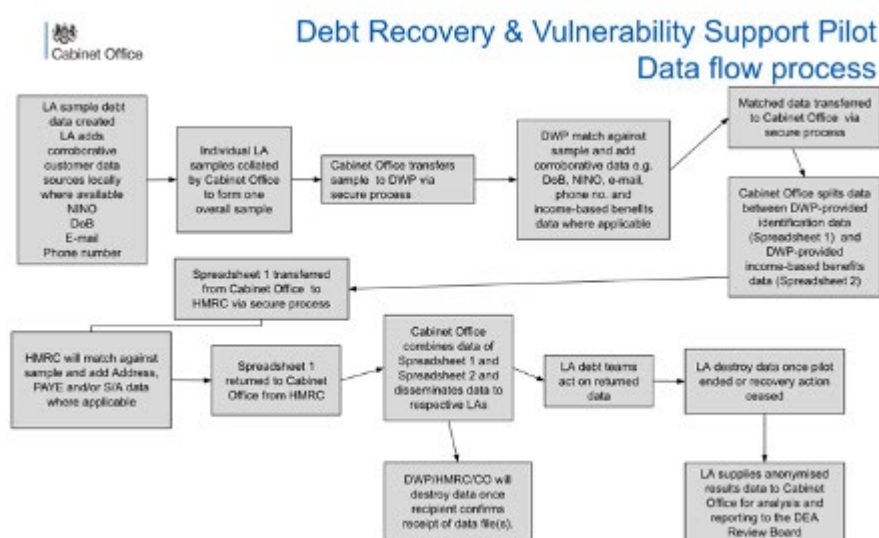 Cabinet Office
Debt Recovery & Vulnerability Support Pilot
Data flow process
LA sample debt
data created
LA adds
corroborative
customer data
sources locally
where available
NINO
DoB
E-mail
Phone number
Individual LA
samples collated
by Cabinet Office
to form one
overall sample
Cabinet Office transfers
sample to DWP via
secure process
DWP match against
sample and add
corroborative data e.g.
DoB, NINO, e-mail,
phone no. and
income-based benefits
data where applicable
Matched data transferred
to Cabinet Office via
secure process
Cabinet Office splits data
between DWP-provided
identification data
(Spreadsheet 1) and
DWP-provided
income-based benefits
data (Spreadsheet 2)
Spreadsheet 1 transferred
from Cabinet Office to
HMRC via secure process
HMRC will match against
sample and add Address,
PAYE and/or S/A data
where applicable
Spreadsheet 1
returned to Cabinet
Office from HMRC
Cabinet Office
combines data of
Spreadsheet 1 and
Spreadsheet 2 and
disseminates data to
respective LAs
LA debt teams
act on returned
data
LA destroy data once pilot
ended or recovery action
ceased
DWP/HMRC/CO will
destroy data once
recipient confirms
receipt of data file(s).
LA supplies anonymised
results data to Cabinet
Office for analysis and
reporting to the DEA
Review Board